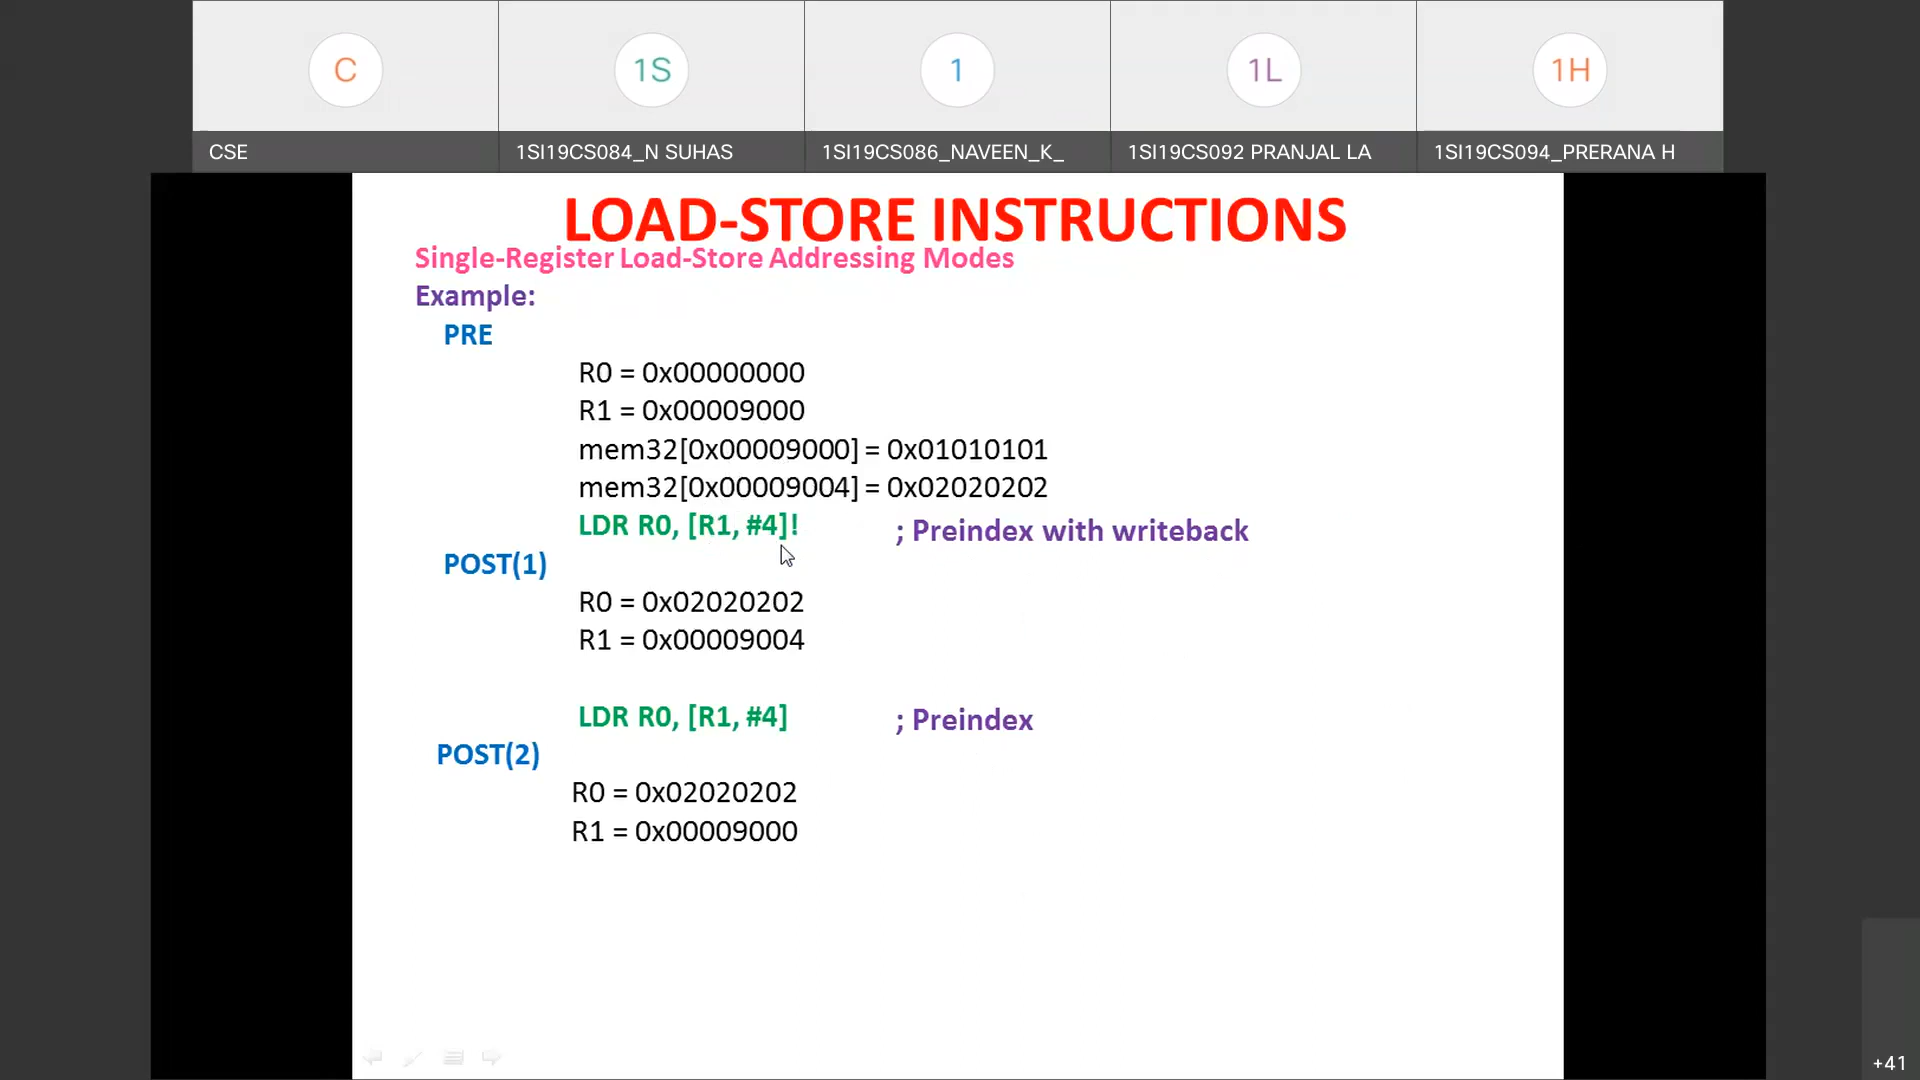 C
1S
1
1L
1H
CSE
1SI19CS084_N SUHAS
1SI19CS086_NAVEEN_K_
1SI19CS092 PRANJAL LA
1SI19CS094_PRERANA H
LOAD-STORE INSTRUCTIONS
Single-Register Load-Store Addressing Modes
Example:
PRE
R0 = 0x00000000
R1 = 0x00009000
mem32[0x00009000] = 0x01010101
mem32[0x00009004] = 0x02020202
LDR R0, [R1, #4]! ; Preindex with writeback
POST(1)
R0 = 0x02020202
R1 = 0x00009004
LDR R0, [R1, #4] ; Preindex
POST(2)
R0 = 0x02020202
R1 = 0x00009000
+41